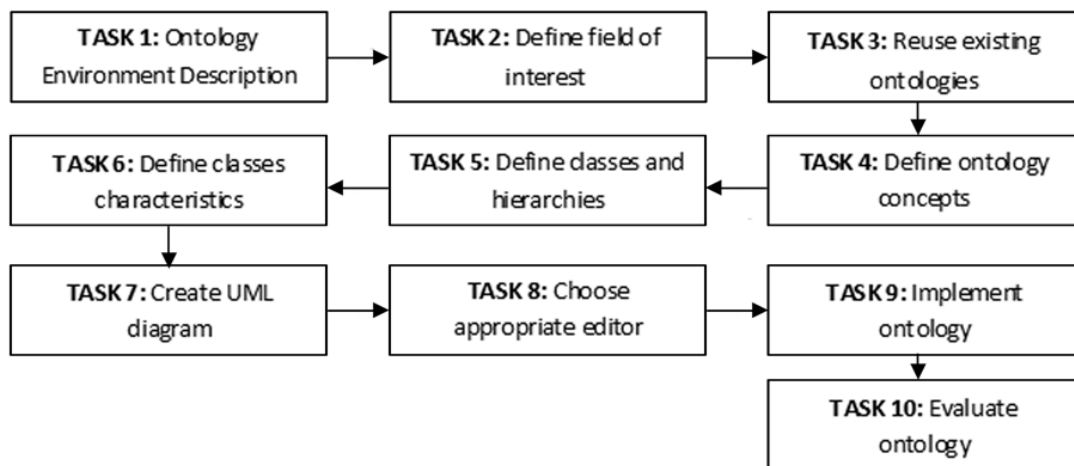 TASK 1: Ontology
Environment Description
TASK 2: Define field of
interest
TASK 3: Reuse existing
ontologies
TASK 4: Define ontology
concepts
TASK 5: Define classes and
hierarchies
TASK 6: Define classes
characteristics
TASK 7: Create UML
diagram
TASK 8: Choose
appropriate editor
TASK 9: Implement
ontology
TASK 10: Evaluate
ontology